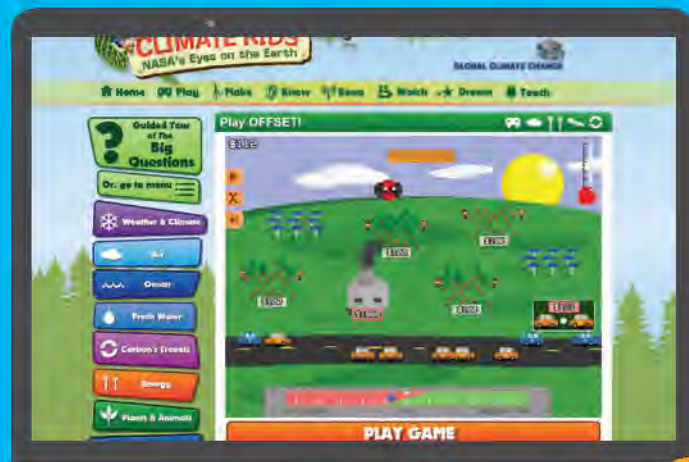 CLIMATE KIDS
NASA's Eyes on the Earth
GLOBAL CLIMATE CHANGE
Home Play Make Know Watch Dream Teach
Guided Tour
of the
Big
Questions
Or, go to menu
Play OFFSET!
Weather & Climate
Air
Ocean
Fresh Water
Carbon's Travels
Energy
Plants & Animals
PLAY GAME